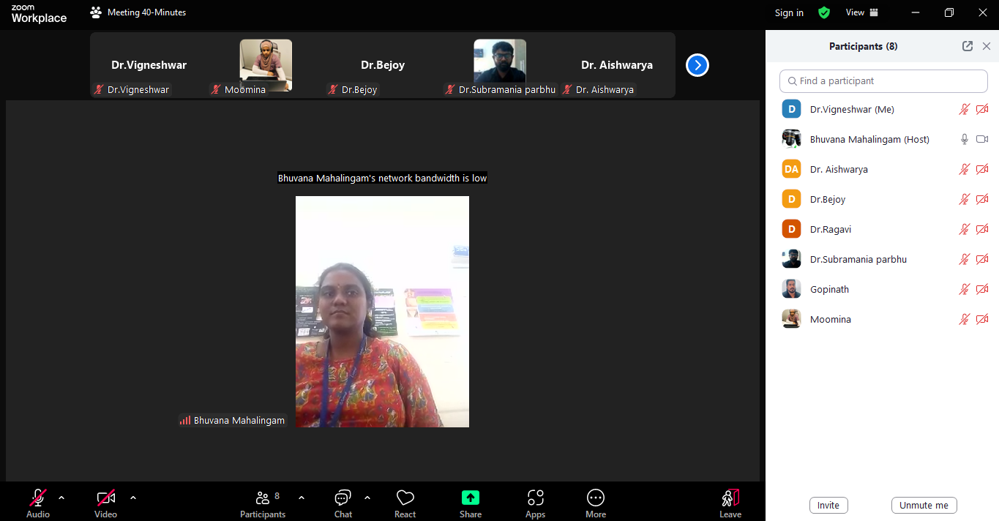 zoom
Workplace
Meeting 40-Minutes
Sign in
View
Dr.Vigneshwar
Dr.Bejoy
Dr. Aishwarya
Dr.Vigneshwar
Moomina
Dr.Bejoy
Dr.Subramania parbhu
Dr. Aishwarya
Bhuvana Mahalingam's network bandwidth is low
Bhuvana Mahalingam
Participants (8)
Find a participant
D Dr.Vigneshwar (Me)
Bhuvana Mahalingam (Host)
DA Dr. Aishwarya
D Dr.Bejoy
D Dr.Ragavi
Dr.Subramania parbhu
Gopinath
Moomina
Invite
Unmute me
Audio
Video
8
Participants
Chat
React
Share
Apps
More
Leave